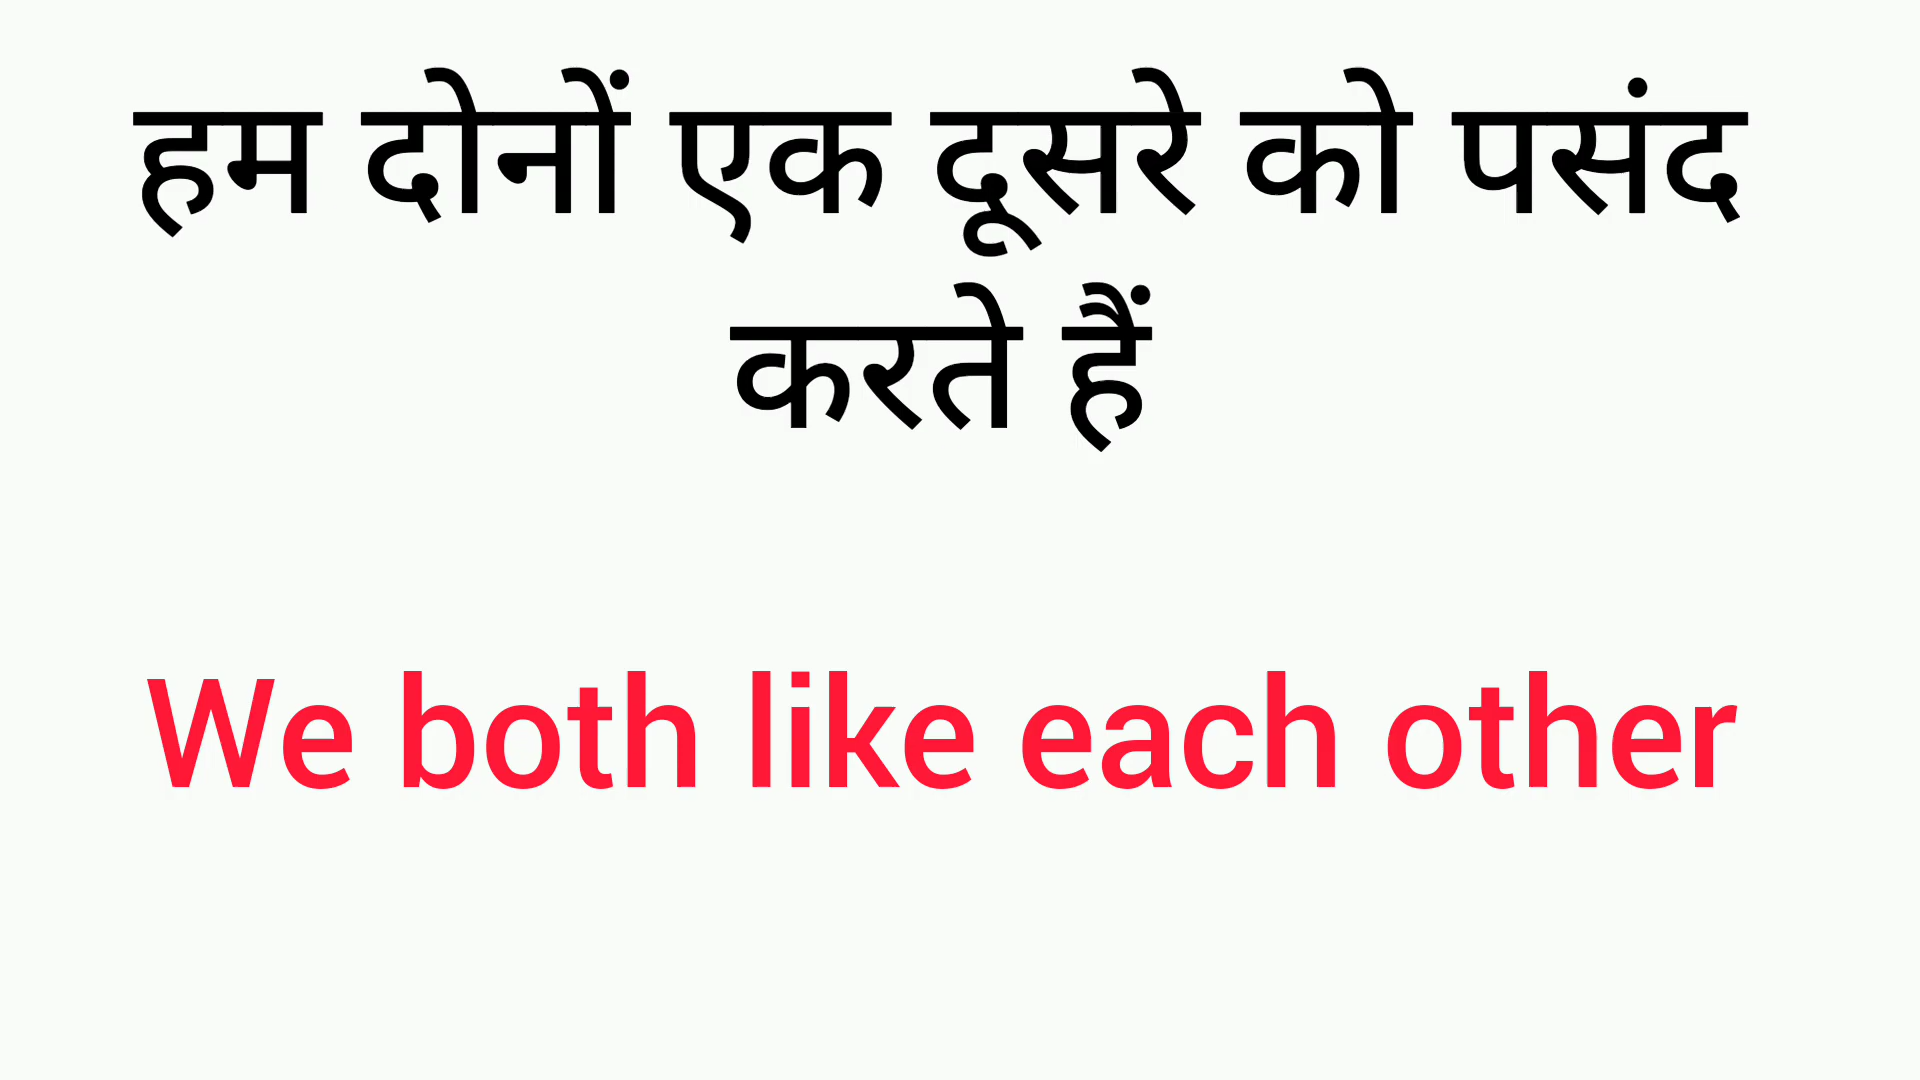 हम दोनों एक दूसरे को पसंद
करते हैं
We both like each other